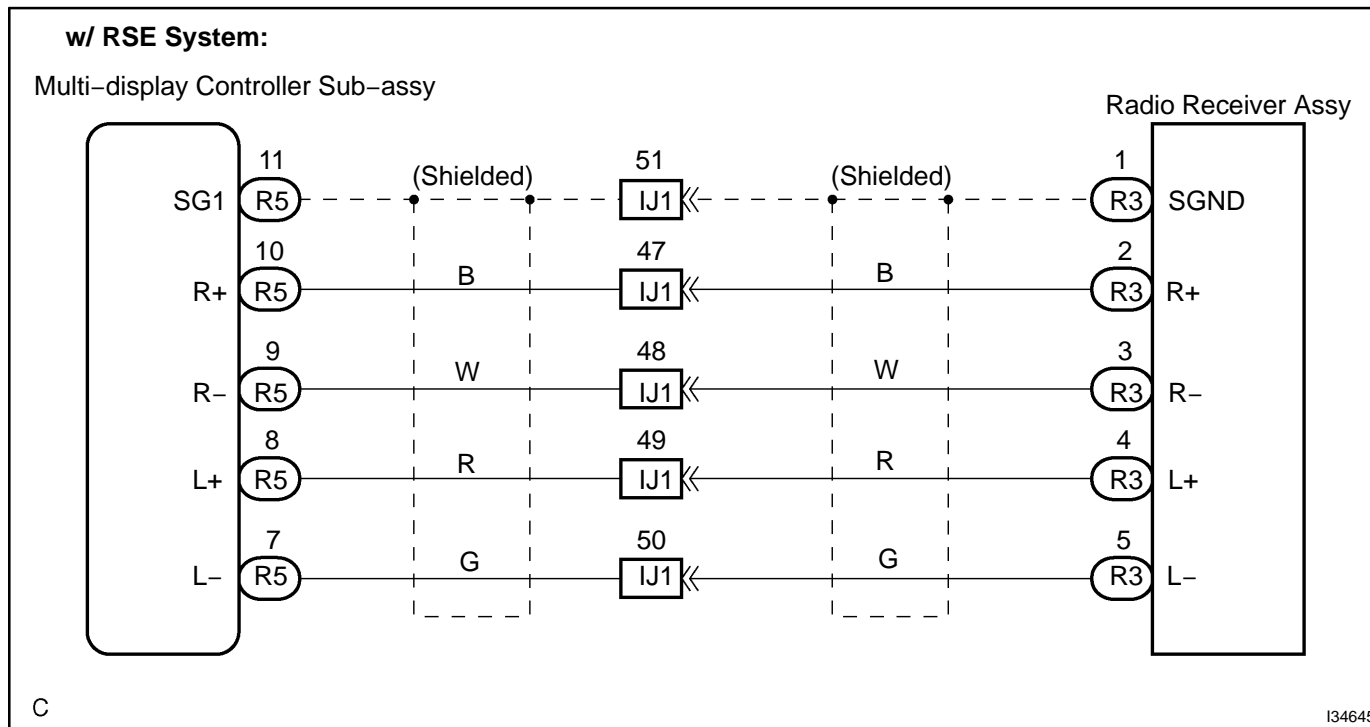 w/ RSE System:
Multi−display Controller Sub−assy
Radio Receiver Assy
11 51 1
(Shielded) (Shielded)
SG1 R5 IJ1 R3 SGND
10 47 2
B B
R+ R5 IJ1 R3 R+
9 48 3
W W
R− R5 IJ1 R3 R−
8 49 4
R R
L+ R5 IJ1 R3 L+
7 50 5
G G
L− R5 IJ1 R3 L−
C I34645